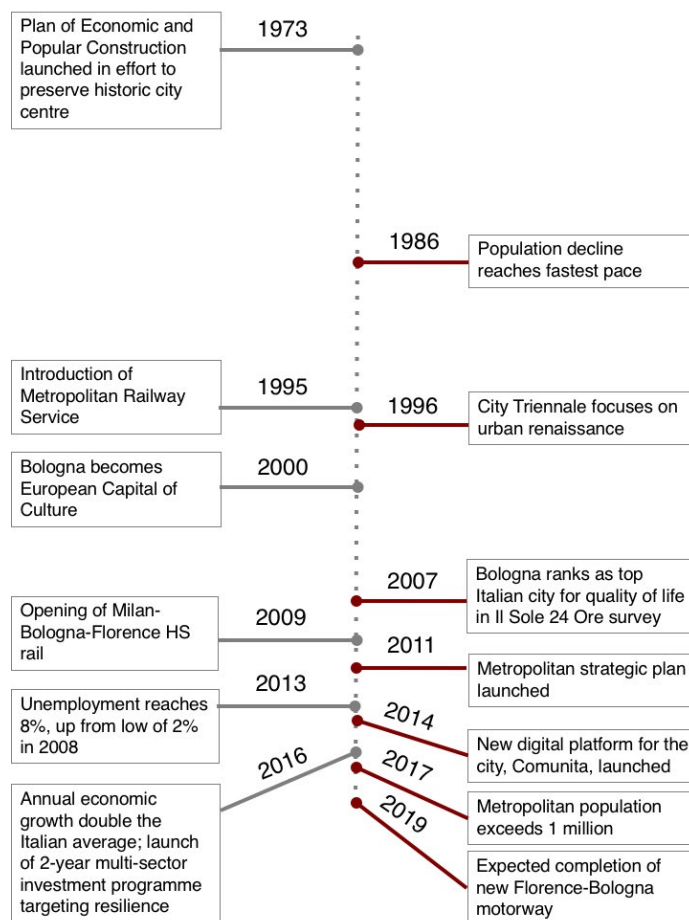 1973
Plan of Economic and
Popular Construction
launched in effort to
preserve historic city
centre
1986
Population decline
reaches fastest pace
1995
Introduction of
Metropolitan Railway
Service
1996
City Triennale focuses on
urban renaissance
2000
Bologna becomes
European Capital of
Culture
2007
Bologna ranks as top
Italian city for quality of life
in Il Sole 24 Ore survey
2009
Opening of Milan-
Bologna-Florence HS
rail
2011
Metropolitan strategic plan
launched
2013
Unemployment reaches
8%, up from low of 2%
in 2008
2014
New digital platform for the
city, Comunita, launched
2016
Annual economic
growth double the
Italian average; launch
of 2-year multi-sector
investment programme
targeting resilience
2017
Metropolitan population
exceeds 1 million
2019
Expected completion of
new Florence-Bologna
motorway